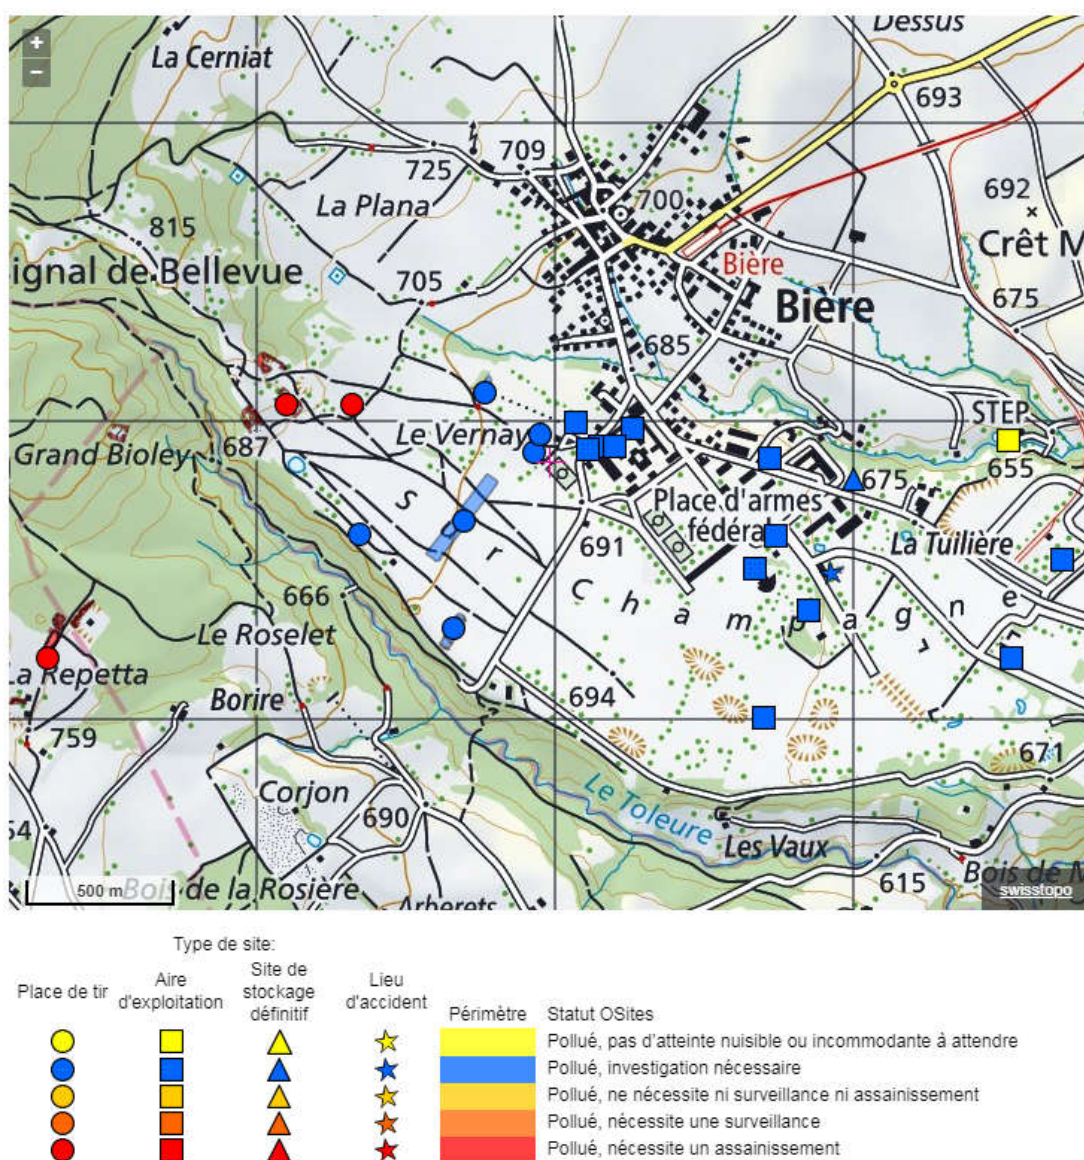 +
−
Dessus
La Cerniat
693
709
725
700
692
La Plana
815
Crêt M
ignal de Bellevue
705
Bière
675
Bière
685
STEP
Le Vernay
687
Grand Bioley
655
675
S
Place d'armes
fédéral
r
691
La Tuilière
C h a m p a g n e
666
Le Roselet
La Repetta
Borire
694
759
671
Corjon
Le Toleure
690
54
Les Vaux
615
Bois de M
500 m
Bois de la Rosière
swisstopo
Arberets
Type de site:
Place de tir
Aire
d'exploitation
Site de
stockage
définitif
Lieu
d'accident
Périmètre
Statut OSites
Pollué, pas d'atteinte nuisible ou incommodante à attendre
Pollué, investigation nécessaire
Pollué, ne nécessite ni surveillance ni assainissement
Pollué, nécessite une surveillance
Pollué, nécessite un assainissement